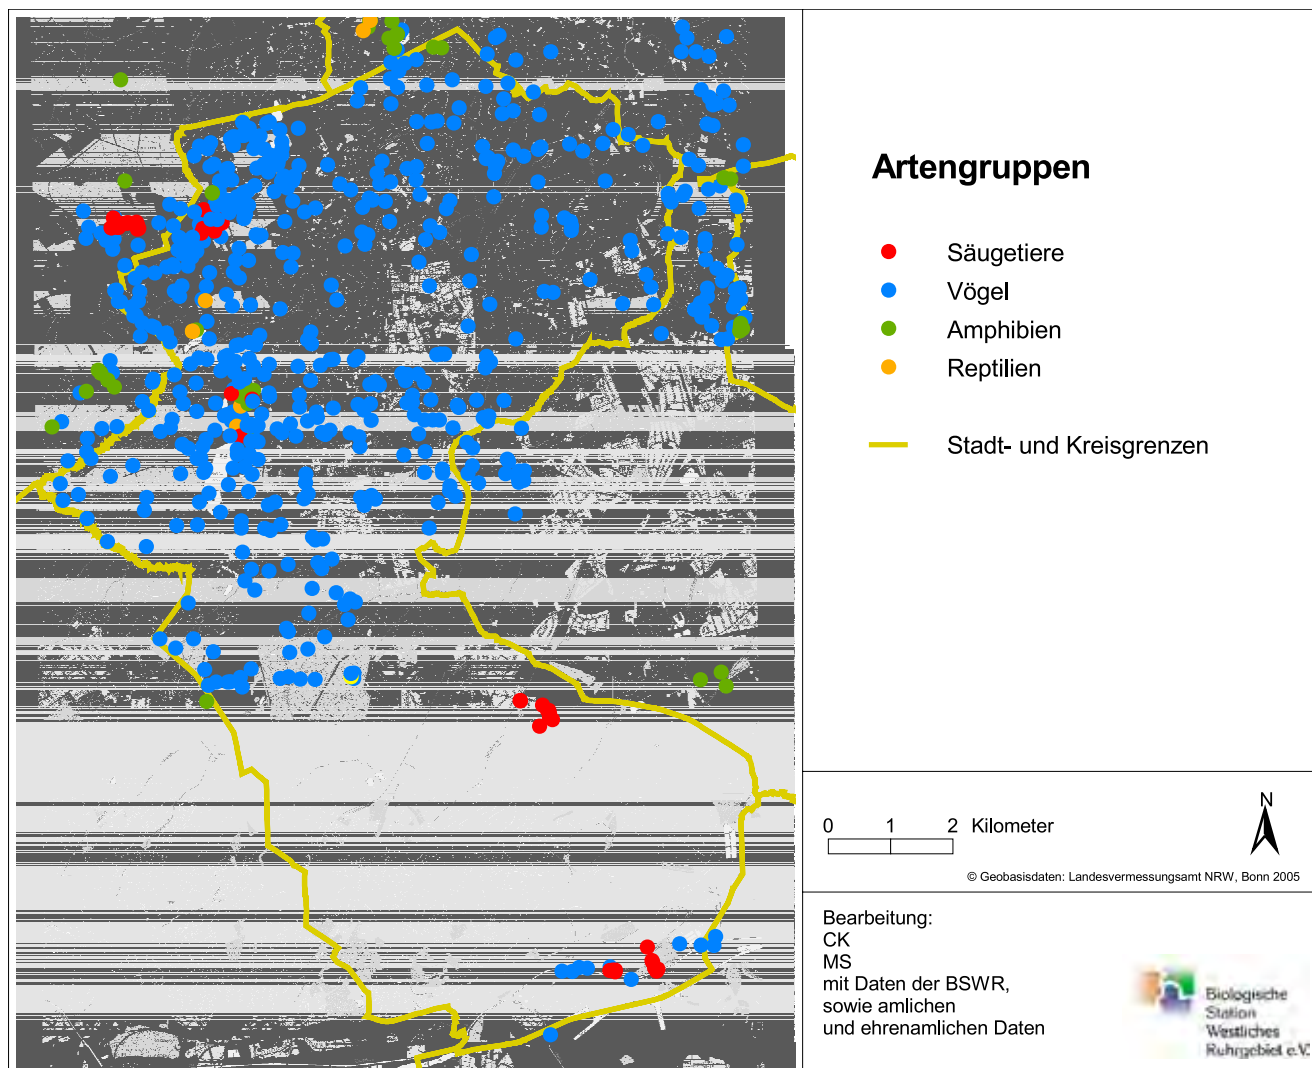 Artengruppen
Säugetiere
Vögel
Amphibien
Reptilien
Stadt- und Kreisgrenzen
0 1 2 Kilometer
N
© Geobasisdaten: Landesvermessungsamt NRW, Bonn 2005
Bearbeitung:
CK
MS
mit Daten der BSWR,
sowie amlichen
und ehrenamlichen Daten
Biologische
Station
Westliches
Ruhrgebiet e.V.